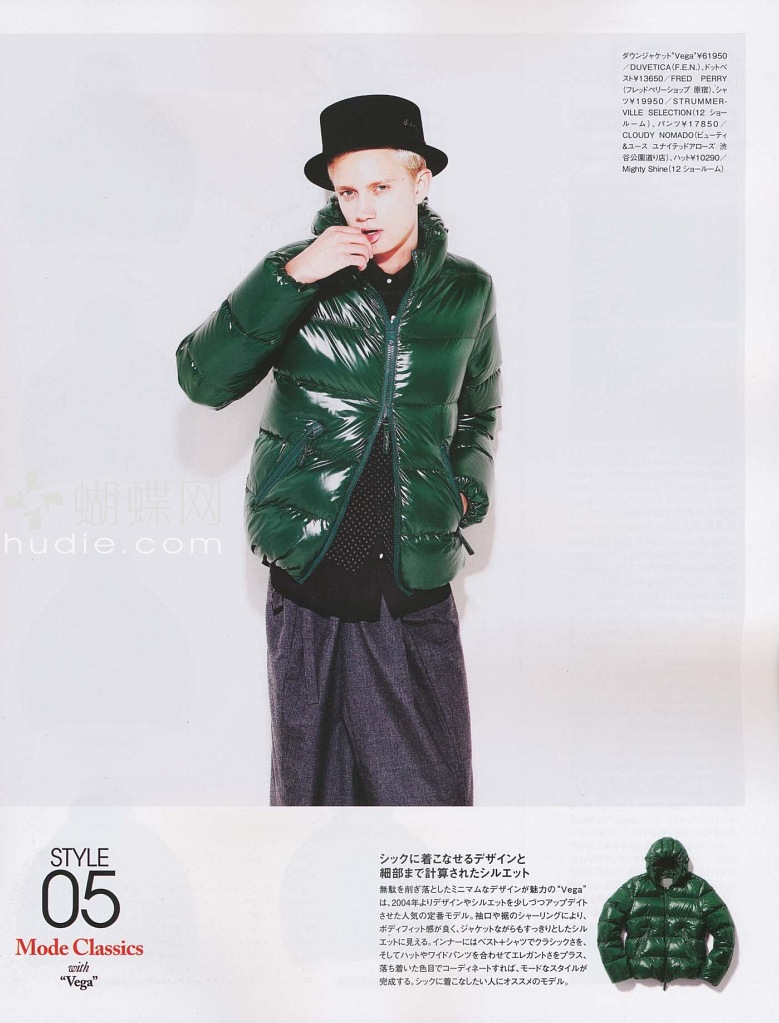 ダウンジャケット"Vega"¥61950
／DUVETICA（F.E.N.）、ドットベ
スト¥13650／FRED PERRY
（フレッドペリーショップ 原宿）、シャ
ツ¥19950／STRUMMER-
VILLE SELECTION（12 ショー
ルーム）、パンツ¥17850／
CLOUDY NOMADO（ビューティ
&ユース ユナイテッドアローズ 渋
谷公園通り店）、ハット¥10290／
Mighty Shine（12 ショールーム）
蝴蝶网
hudie.com
STYLE
05
Mode Classics
with
"Vega"
シックに着こなせるデザインと
細部まで計算されたシルエット
無駄を削ぎ落としたミニマムなデザインが魅力の"Vega"
は、2004年よりデザインやシルエットを少しづつアップデイト
させた人気の定番モデル。袖口や裾のシャーリングにより、
ボディフィット感が良く、ジャケットながらもすっきりとしたシル
エットに見える。インナーにはベスト+シャツでクラシックさを、
そしてハットやワイドパンツを合わせてエレガントさをプラス、
落ち着いた色目でコーディネートすれば、モードなスタイルが
完成する。シックに着こなしたい人にオススメのモデル。